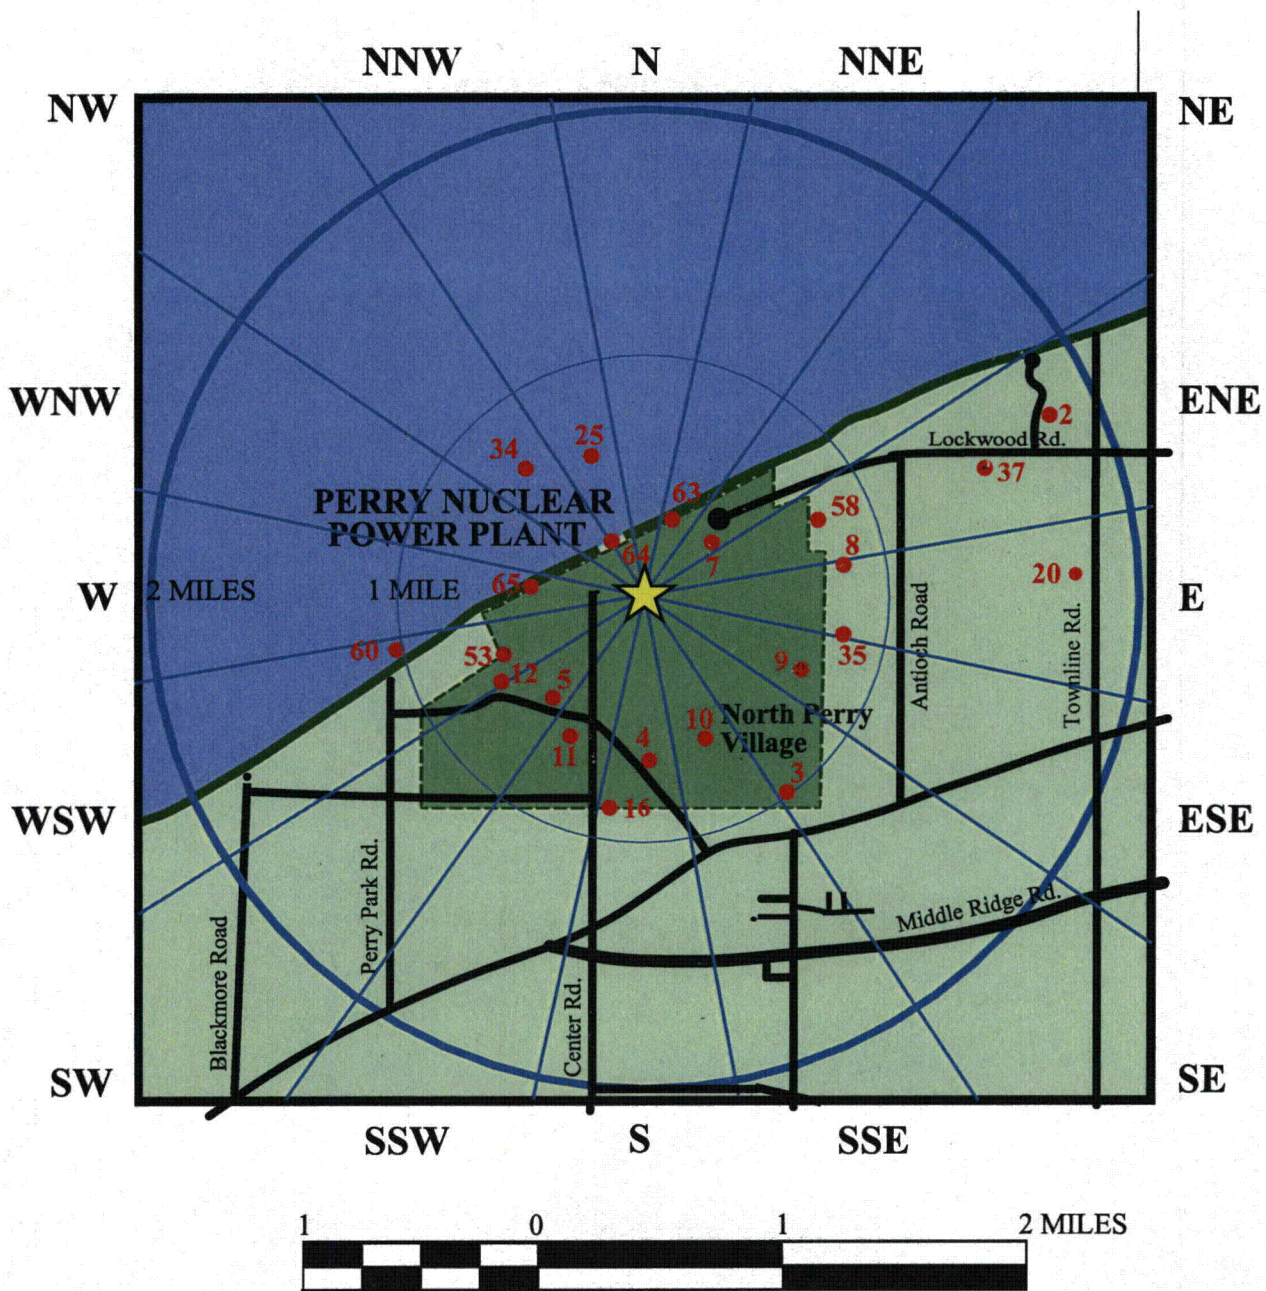 NNW N NNE
NW NE
WNW ENE
2
Lockwood Rd.
25
34
37
PERRY NUCLEAR
POWER PLANT
63
58
64
7
8
65
20
W 2 MILES 1 MILE E
Antioch Road
Townline Rd.
60
53
12
5
35
9
10
North Perry
Village
11
4
3
16
WSW ESE
Perry Park Rd.
Blackmore Road
Center Rd.
Middle Ridge Rd.
SW SE
SSW S SSE
1 0 1 2 MILES